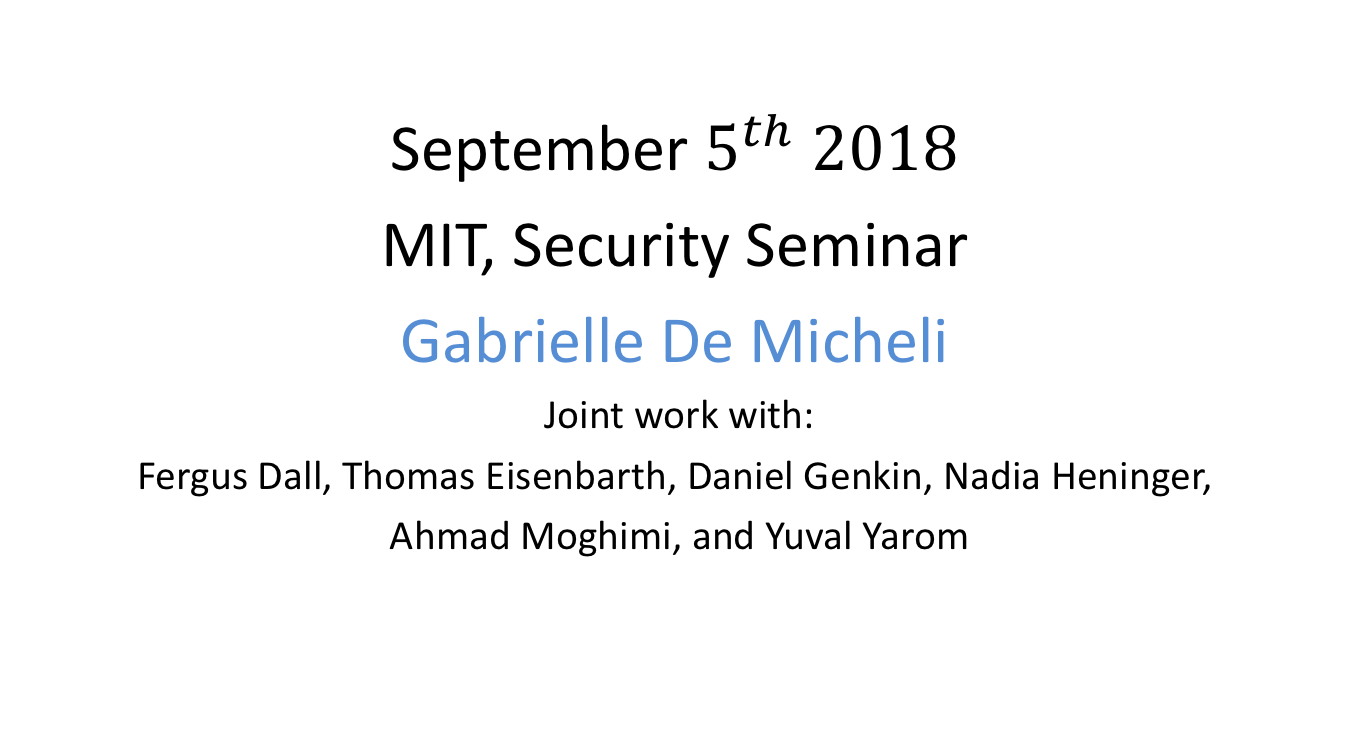 September 5th 2018
MIT, Security Seminar
Gabrielle De Micheli
Joint work with:
Fergus Dall, Thomas Eisenbarth, Daniel Genkin, Nadia Heninger,
Ahmad Moghimi, and Yuval Yarom